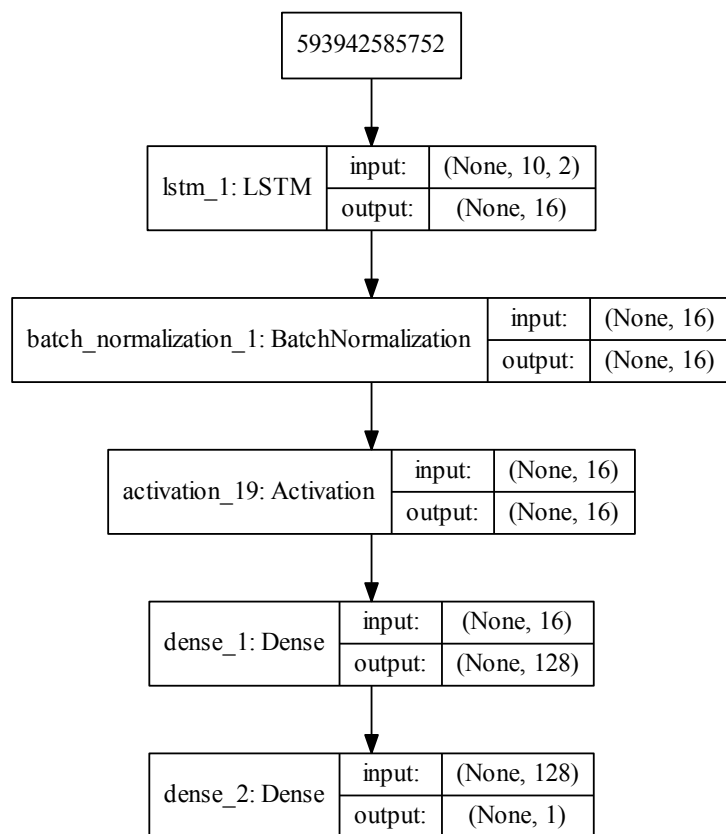 593942585752
lstm_1: LSTM
input:
(None, 10, 2)
output:
(None, 16)
batch_normalization_1: BatchNormalization
input:
(None, 16)
output:
(None, 16)
activation_19: Activation
input:
(None, 16)
output:
(None, 16)
dense_1: Dense
input:
(None, 16)
output:
(None, 128)
dense_2: Dense
input:
(None, 128)
output:
(None, 1)